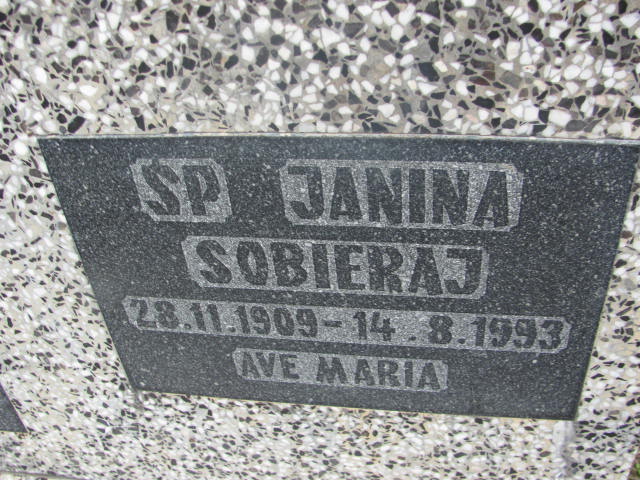 SP JANINA
SOBIERAJ
28.11.1909-14.8.1993
AVE MARIA